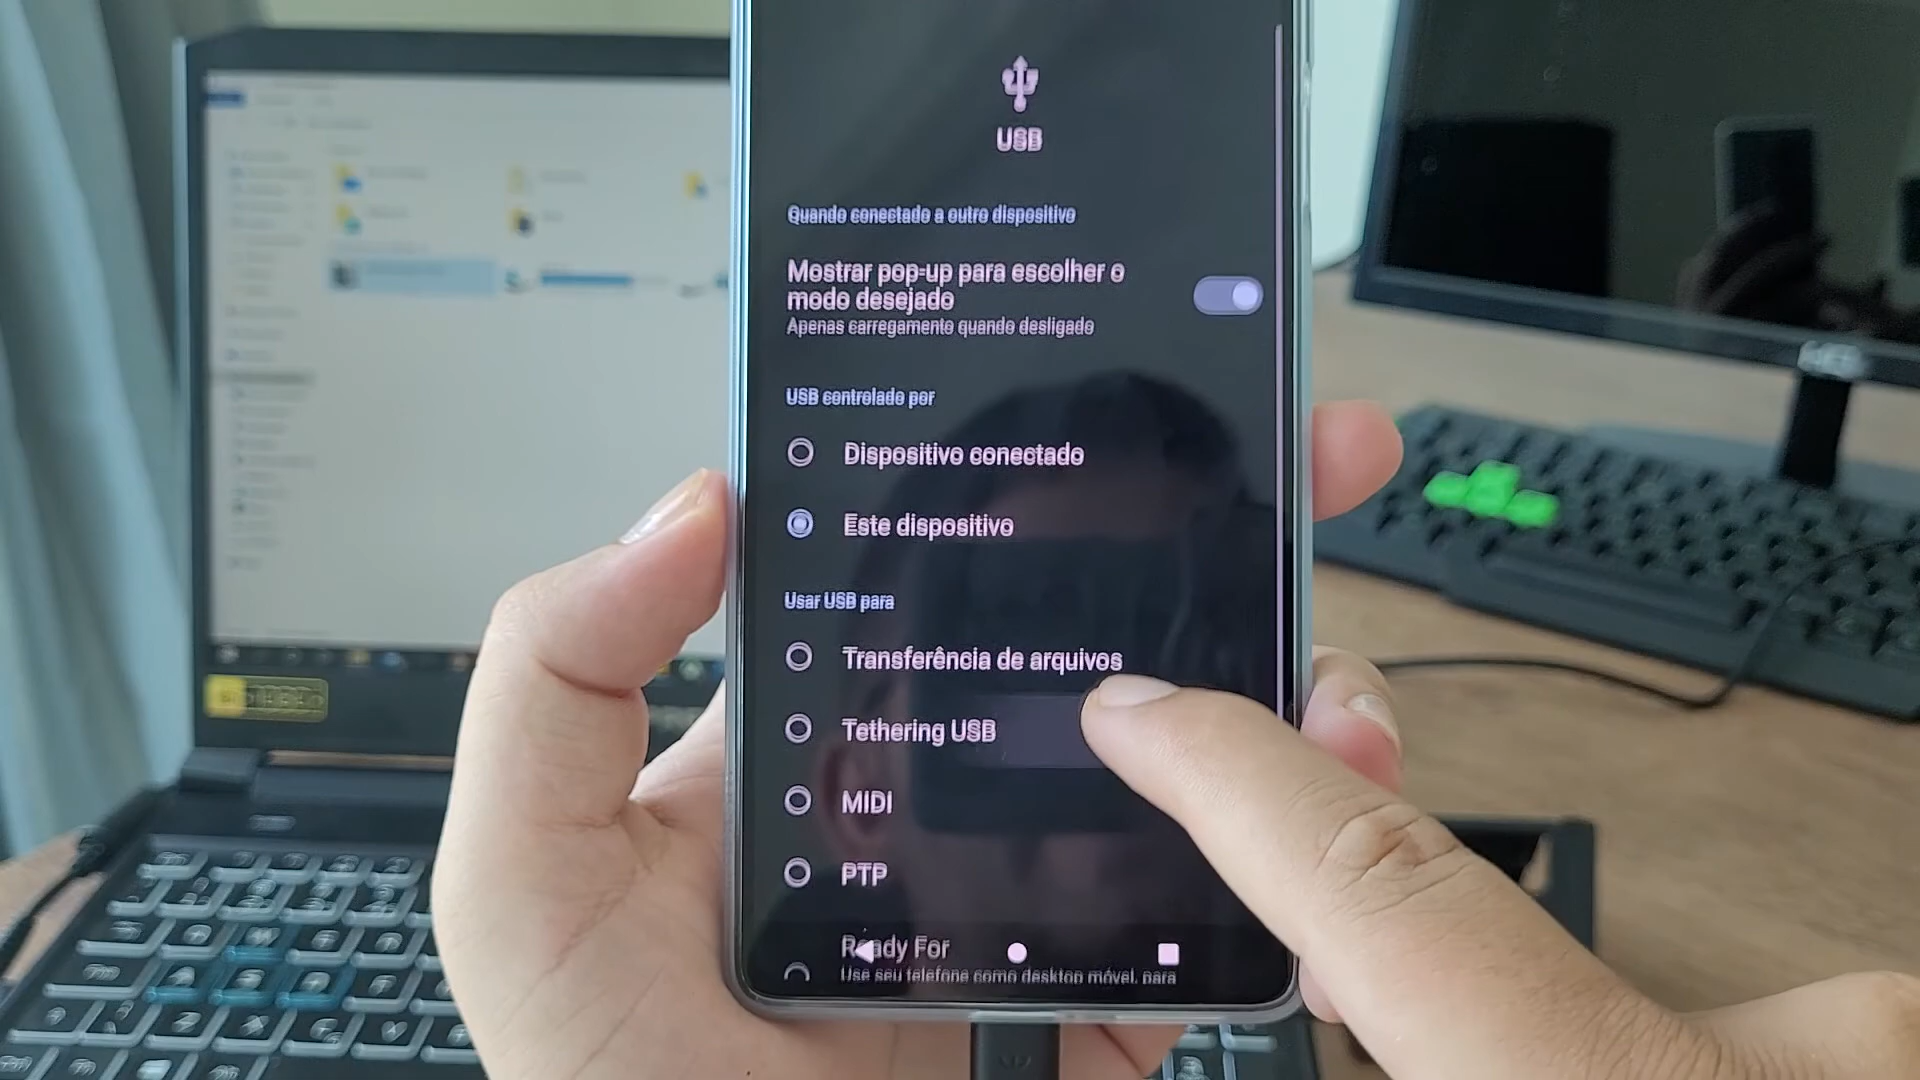 USB
Quando conectado a outro dispositivo
Mostrar pop-up para escolher o
modo desejado
Apenas carregamento quando desligado
USB controlado por
Dispositivo conectado
Este dispositivo
Usar USB para
Transferência de arquivos
Tethering USB
MIDI
PTP
Ready For
Use seu telefone como desktop móvel, para